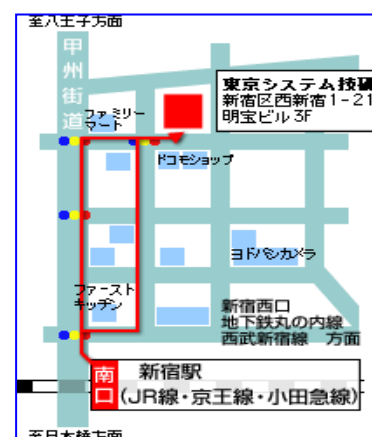 至八王子方面
甲州街道
ファミリー
マート
東京システム技研
新宿区西新宿1-21
明宝ビル3F
ドコモショップ
ヨドバシカメラ
ファースト
キッチン
新宿西口
地下鉄丸の内線
西武新宿線 方面
南口
新宿駅
(JR線・京王線・小田急線)
至日本橋方面